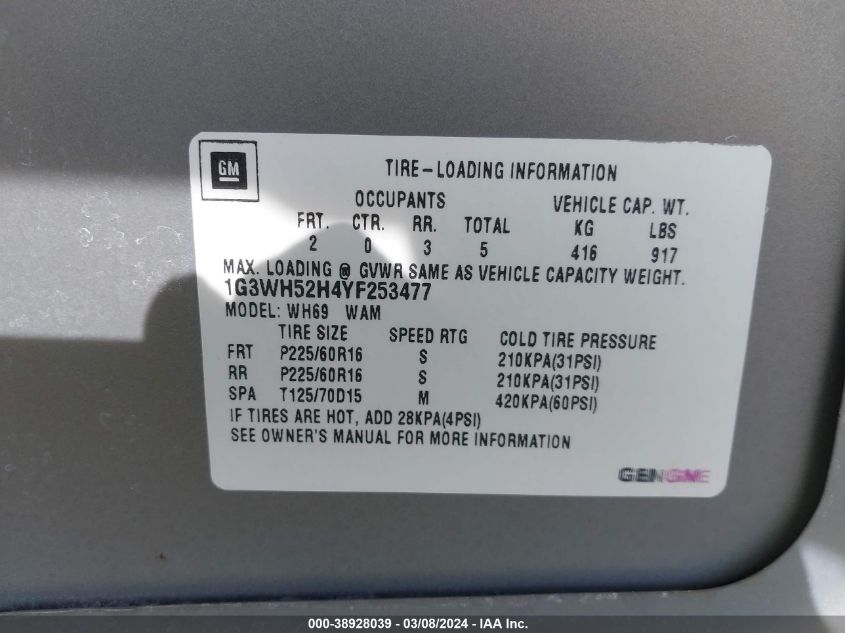 GM
TIRE-LOADING INFORMATION
OCCUPANTS VEHICLE CAP. WT.
FRT. CTR. RR. TOTAL KG LBS
2 0 3 5 416 917
MAX. LOADING @ GVWR SAME AS VEHICLE CAPACITY WEIGHT.
1G3WH52H4YF253477
MODEL: WH69 WAM
TIRE SIZE SPEED RTG COLD TIRE PRESSURE
FRT P225/60R16 S 210KPA(31PSI)
RR P225/60R16 S 210KPA(31PSI)
SPA T125/70D15 M 420KPA(60PSI)
IF TIRES ARE HOT, ADD 28KPA(4PSI)
SEE OWNER'S MANUAL FOR MORE INFORMATION
000-38928039 / 03/08/2024 - IAA Inc.